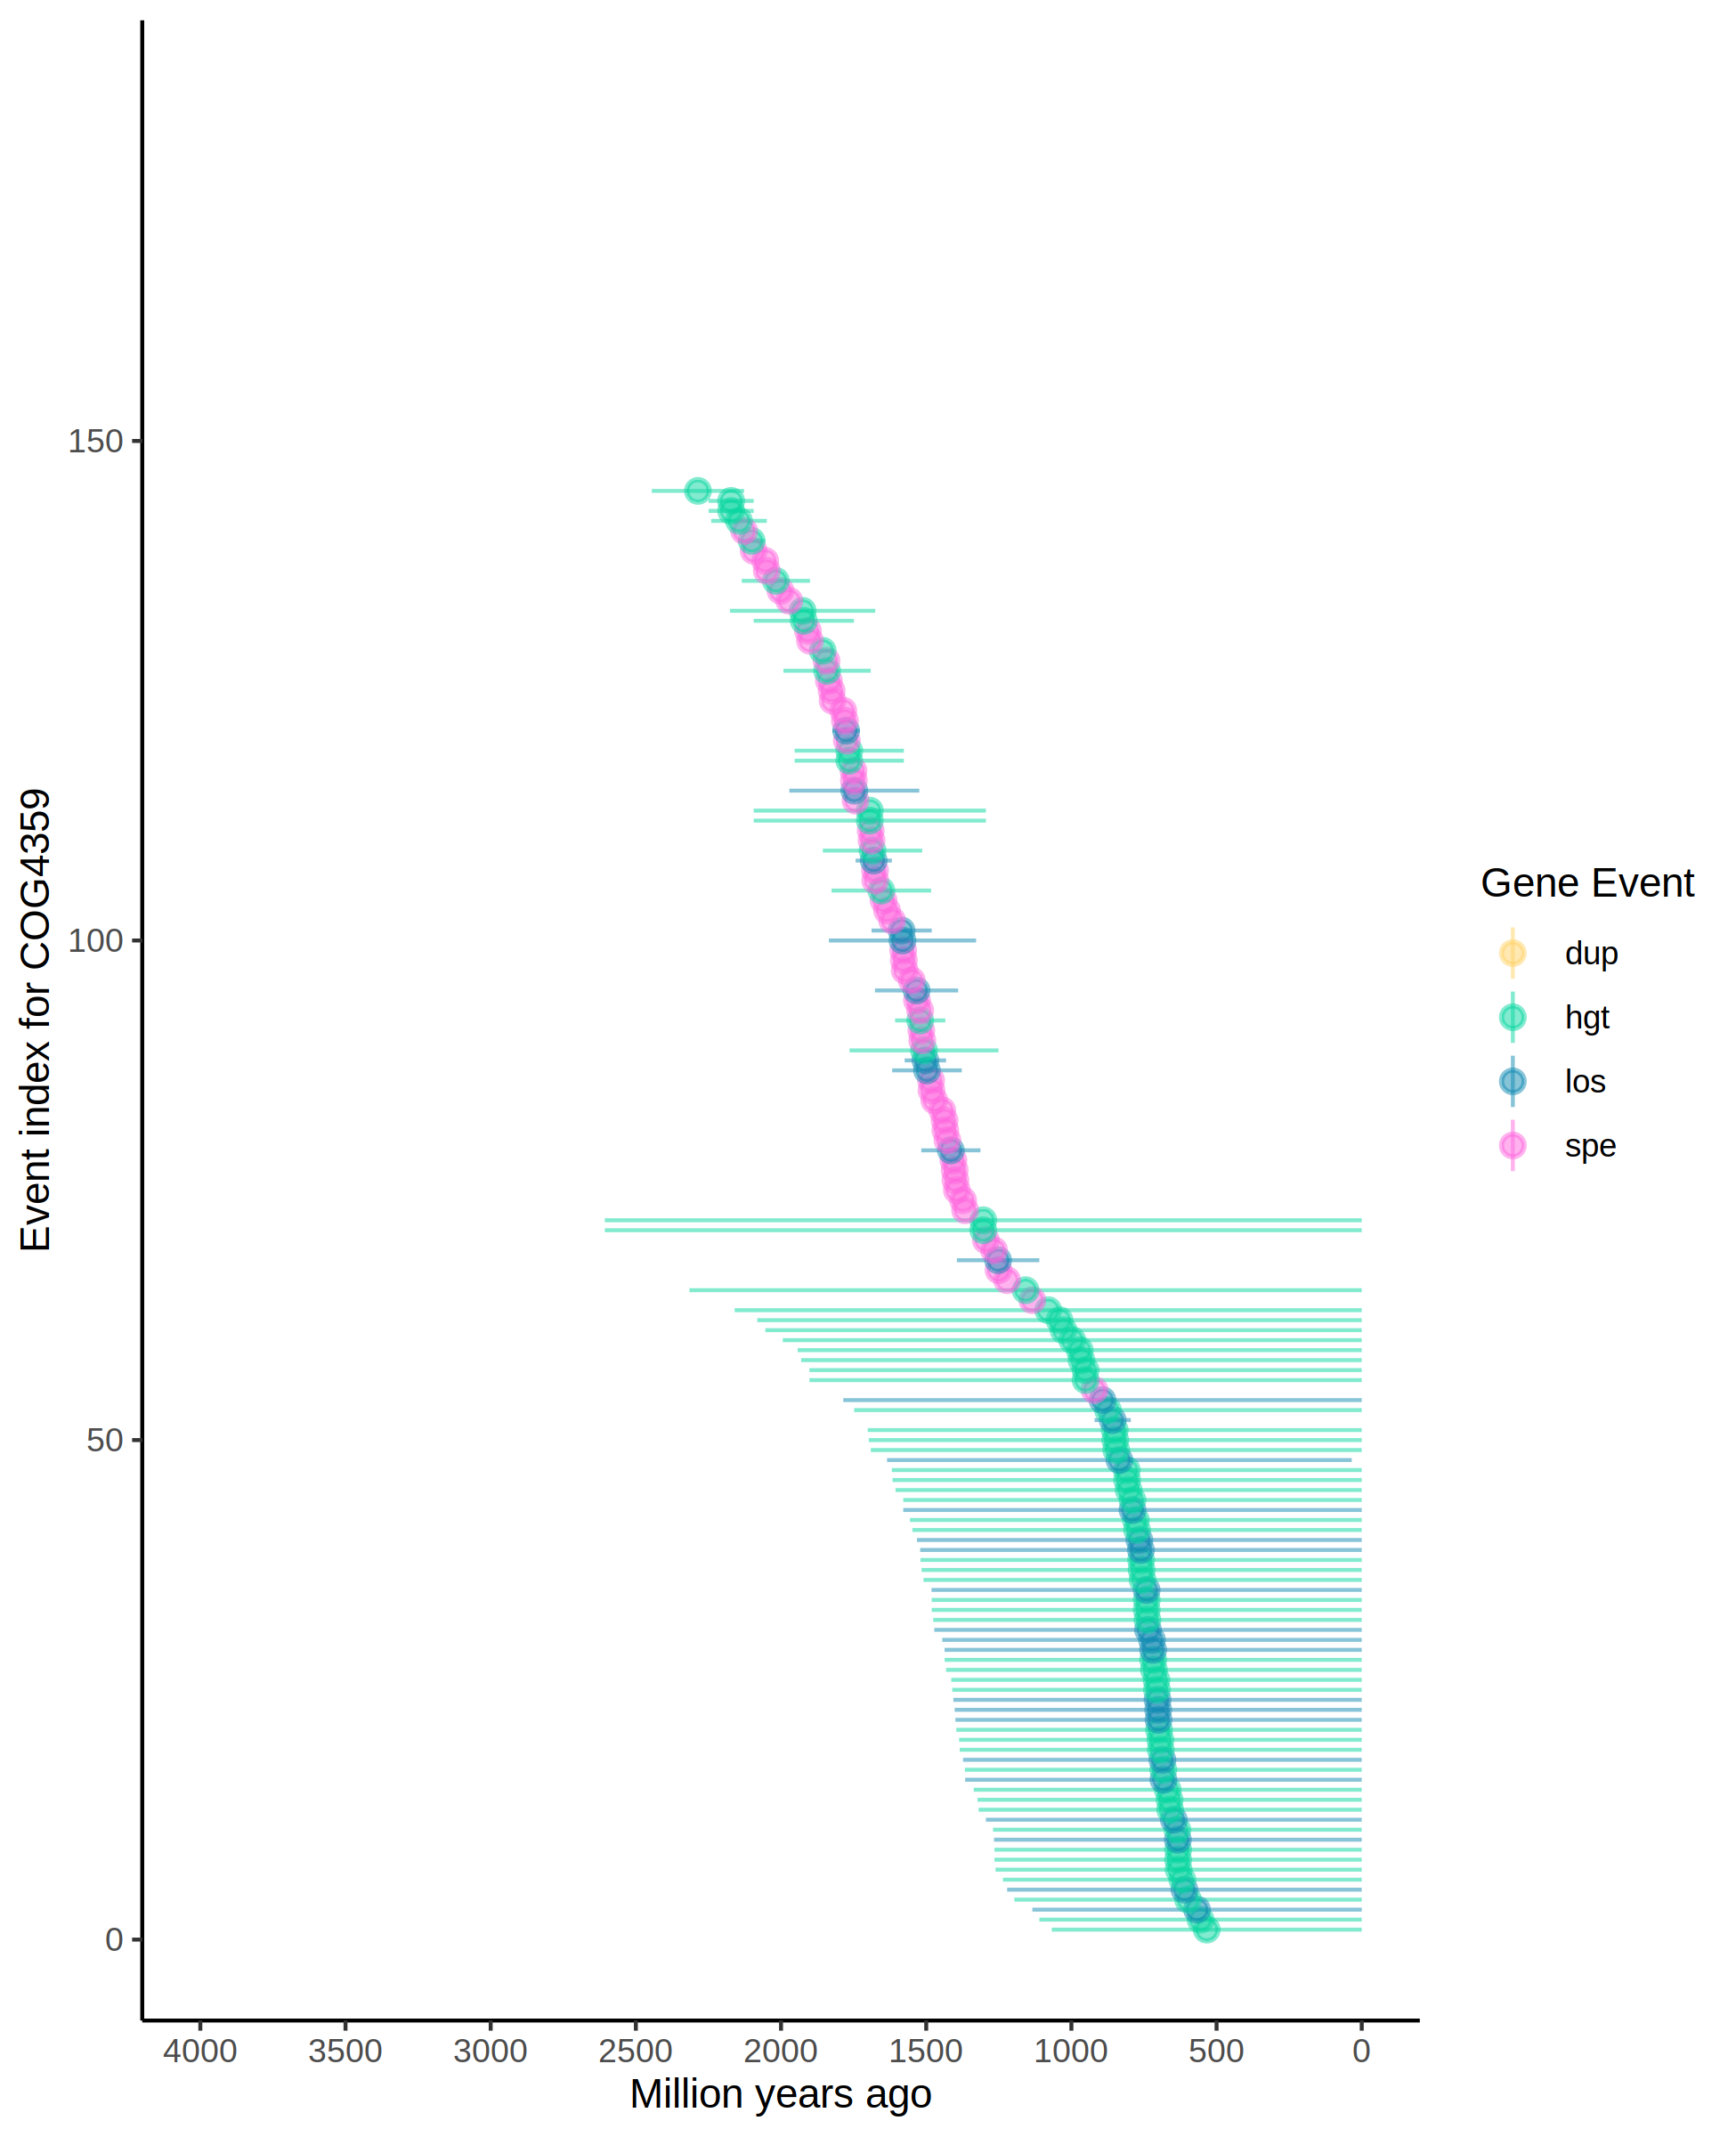 Event index for COG4359
150
100
50
0
4000 3500 3000 2500 2000 1500 1000 500 0
Million years ago
Gene Event
dup
hgt
los
spe